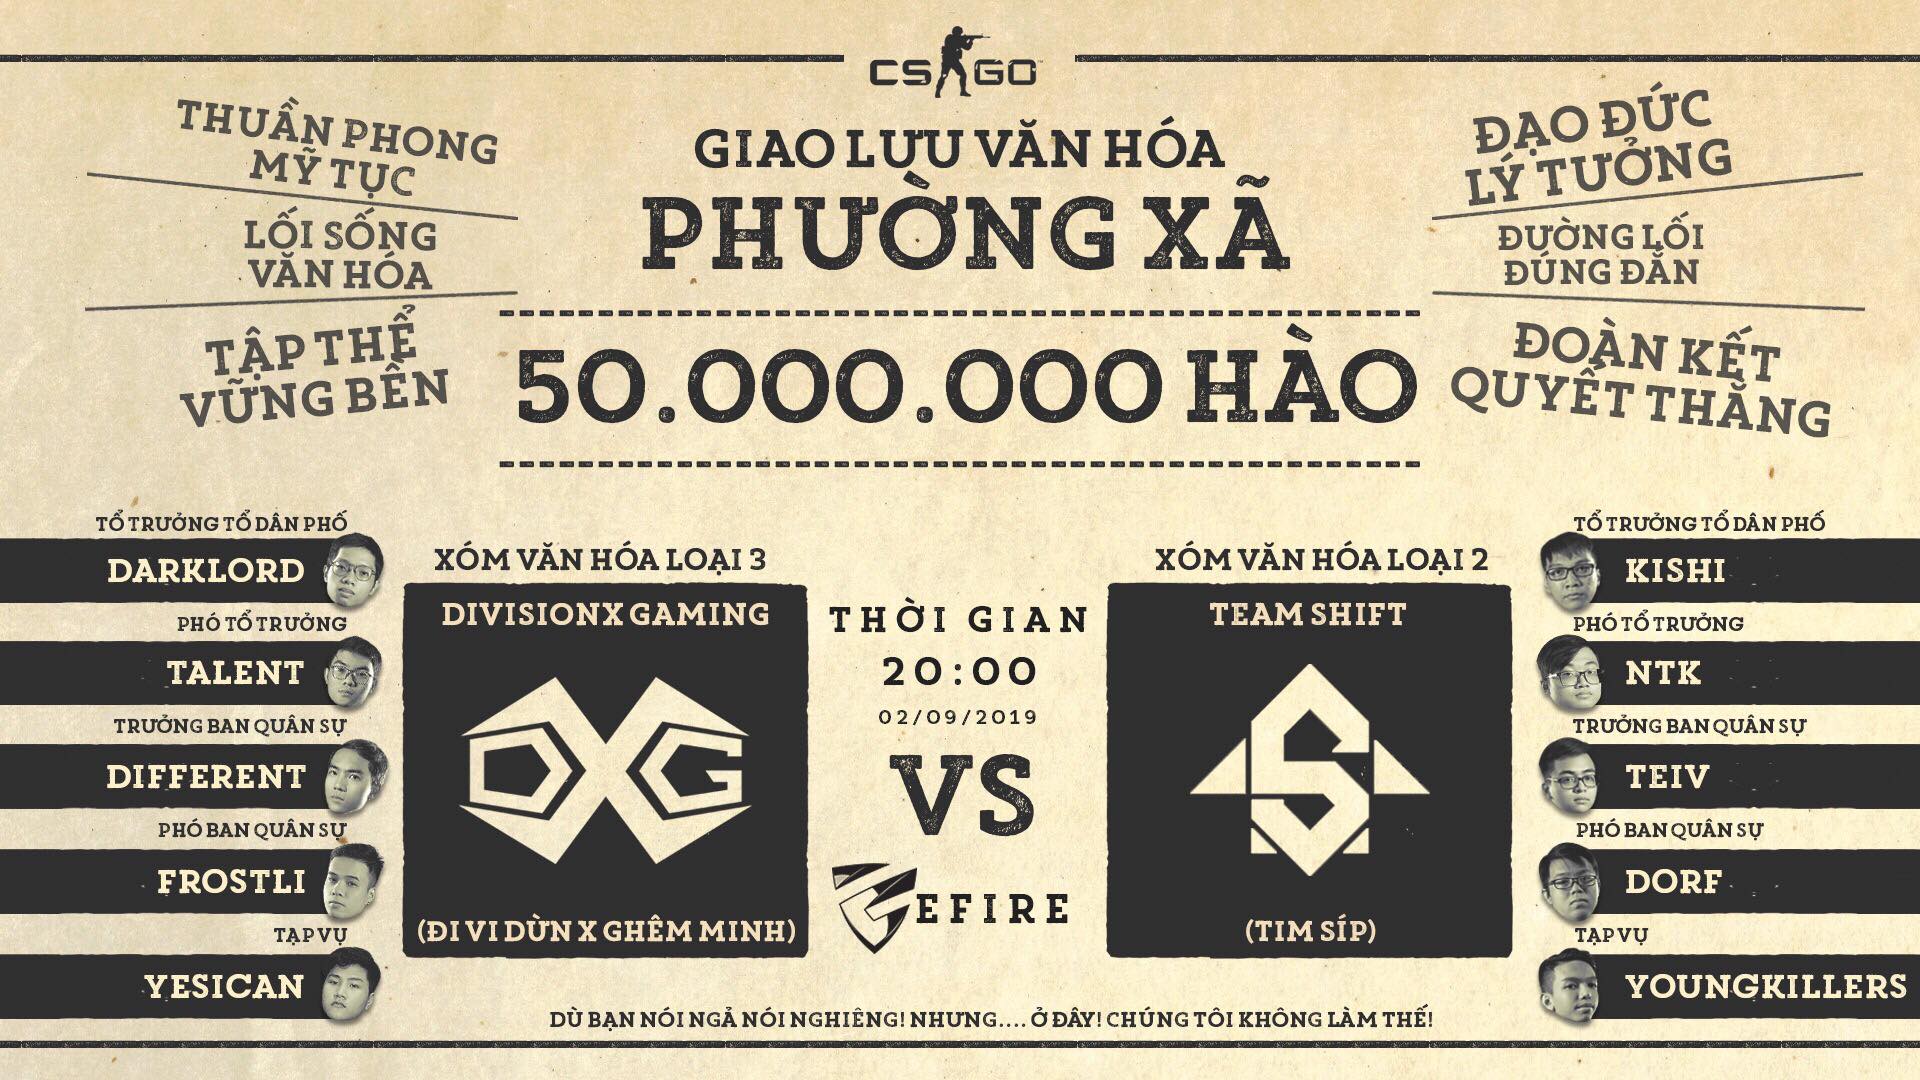 CS GO
GIAO LƯU VĂN HÓA
PHƯỜNG XÃ
50.000.000 HÀO
THUẦN PHONG
MỸ TỤC
LỐI SỐNG
VĂN HÓA
TẬP THỂ
VỮNG BỀN
ĐẠO ĐỨC
LÝ TƯỞNG
ĐƯỜNG LỐI
ĐÚNG ĐẮN
ĐOÀN KẾT
QUYẾT THẮNG
TỔ TRƯỞNG TỔ DÂN PHỐ
DARKLORD
PHÓ TỔ TRƯỞNG
TALENT
TRƯỞNG BAN QUÂN SỰ
DIFFERENT
PHÓ BAN QUÂN SỰ
FROSTLI
TẠP VỤ
YESICAN
XÓM VĂN HÓA LOẠI 3
DIVISIONX GAMING
DXG
(ĐI VI DỪN X GHÊM MINH)
THỜI GIAN
20:00
02/09/2019
VS
EFIRE
XÓM VĂN HÓA LOẠI 2
TEAM SHIFT
S
(TIM SÍP)
TỔ TRƯỞNG TỔ DÂN PHỐ
KISHI
PHÓ TỔ TRƯỞNG
NTK
TRƯỞNG BAN QUÂN SỰ
TEIV
PHÓ BAN QUÂN SỰ
DORF
TẠP VỤ
YOUNGKILLERS
DÙ BẠN NÓI NGẢ NÓI NGHIÊNG! NHƯNG.... Ở ĐÂY! CHÚNG TÔI KHÔNG LÀM THẾ!